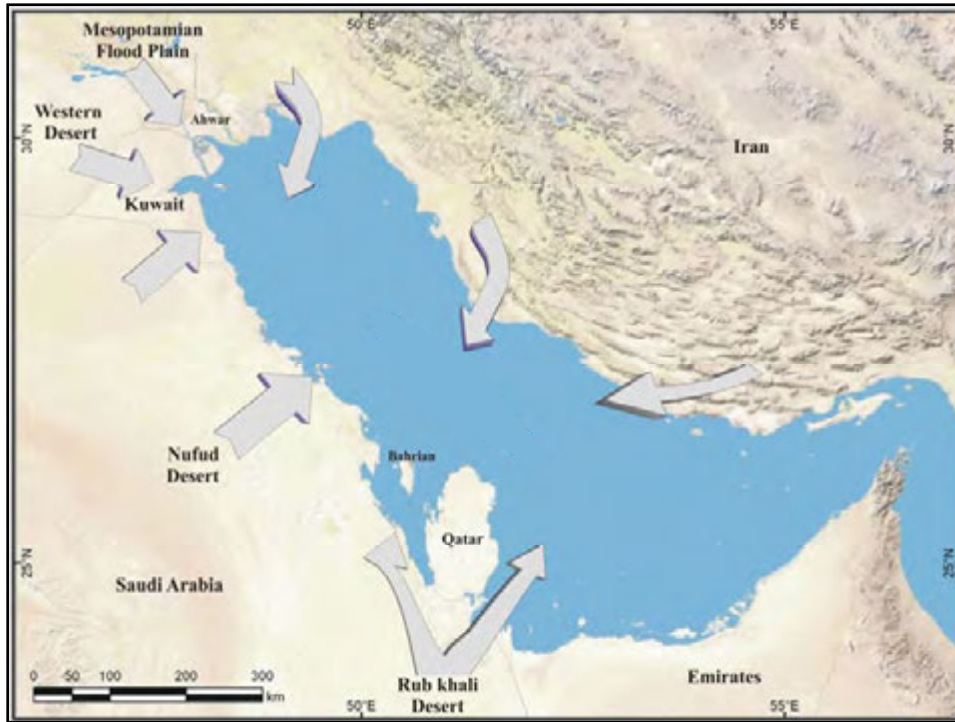 50°E
55°E
Mesopotamian
Flood Plain
Western
Desert
Ahwar
30°N
Iran
30°N
Kuwait
Nufud
Desert
Bahrian
Qatar
25°N
25°N
Saudi Arabia
0 50 100 200 300
km
Rub khali
Desert
Emirates
50°E
55°E